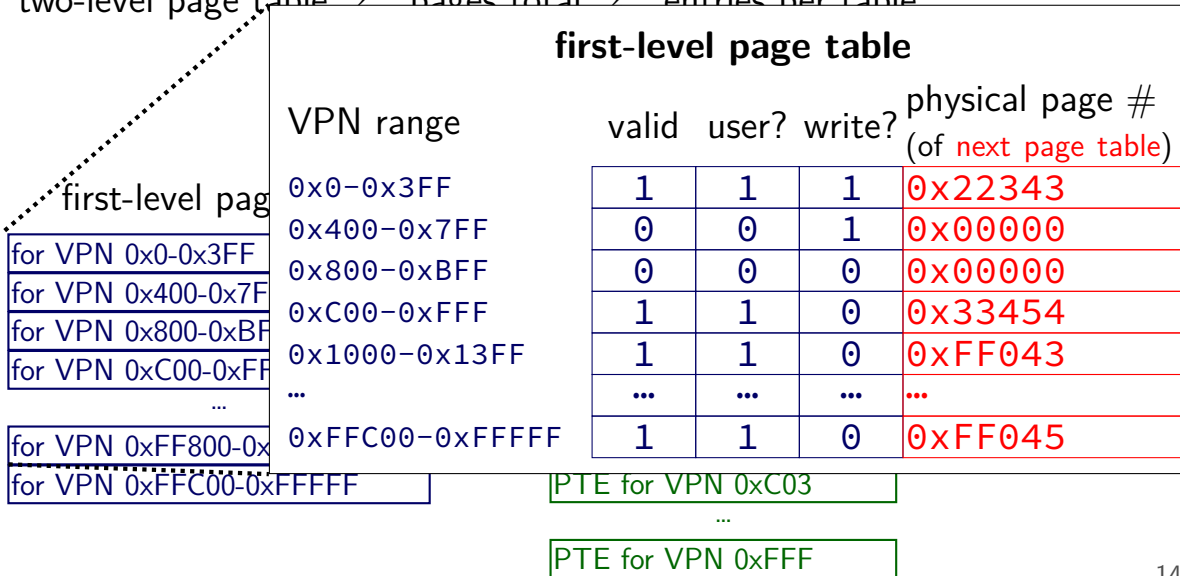 two-level page table
first-level page table
VPN range valid user? write? physical page #
(of next page table)
0x0-0x3FF 1 1 1 0x22343
0x400-0x7FF 0 0 1 0x00000
0x800-0xBFF 0 0 0 0x00000
0xC00-0xFFF 1 1 0 0x33454
0x1000-0x13FF 1 1 0 0xFF043
… … … … …
0xFFC00-0xFFFFF 1 1 0 0xFF045
first-level pag
for VPN 0x0-0x3FF
for VPN 0x400-0x7F
for VPN 0x800-0xBF
for VPN 0xC00-0xFF
…
for VPN 0xFF800-0x
for VPN 0xFFC00-0xFFFFF
PTE for VPN 0xC03
…
PTE for VPN 0xFFF
14